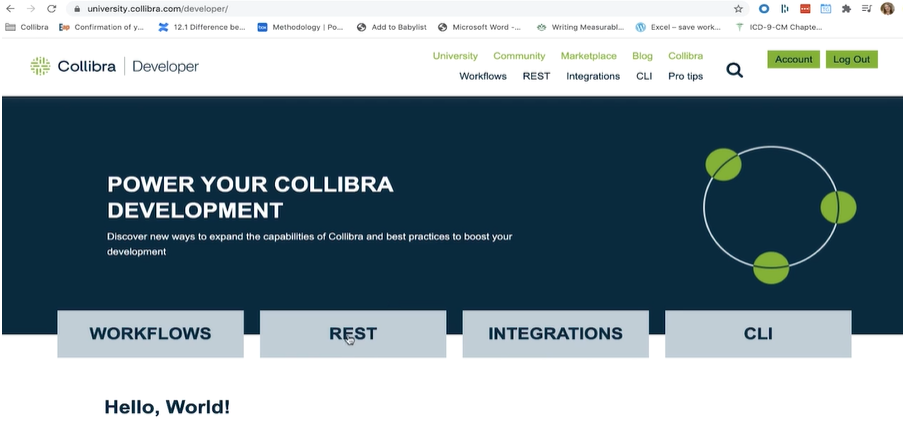 university.collibra.com/developer/
Collibra Confirmation of y... 12.1 Difference be... Methodology | Po... Add to Babylist Microsoft Word -... Writing Measurabl... Excel – save work... ICD-9-CM Chapte...
University Community Marketplace Blog Collibra
Account Log Out
Collibra Developer
Workflows REST Integrations CLI Pro tips
POWER YOUR COLLIBRA
DEVELOPMENT
Discover new ways to expand the capabilities of Collibra and best practices to boost your
development
WORKFLOWS REST INTEGRATIONS CLI
Hello, World!